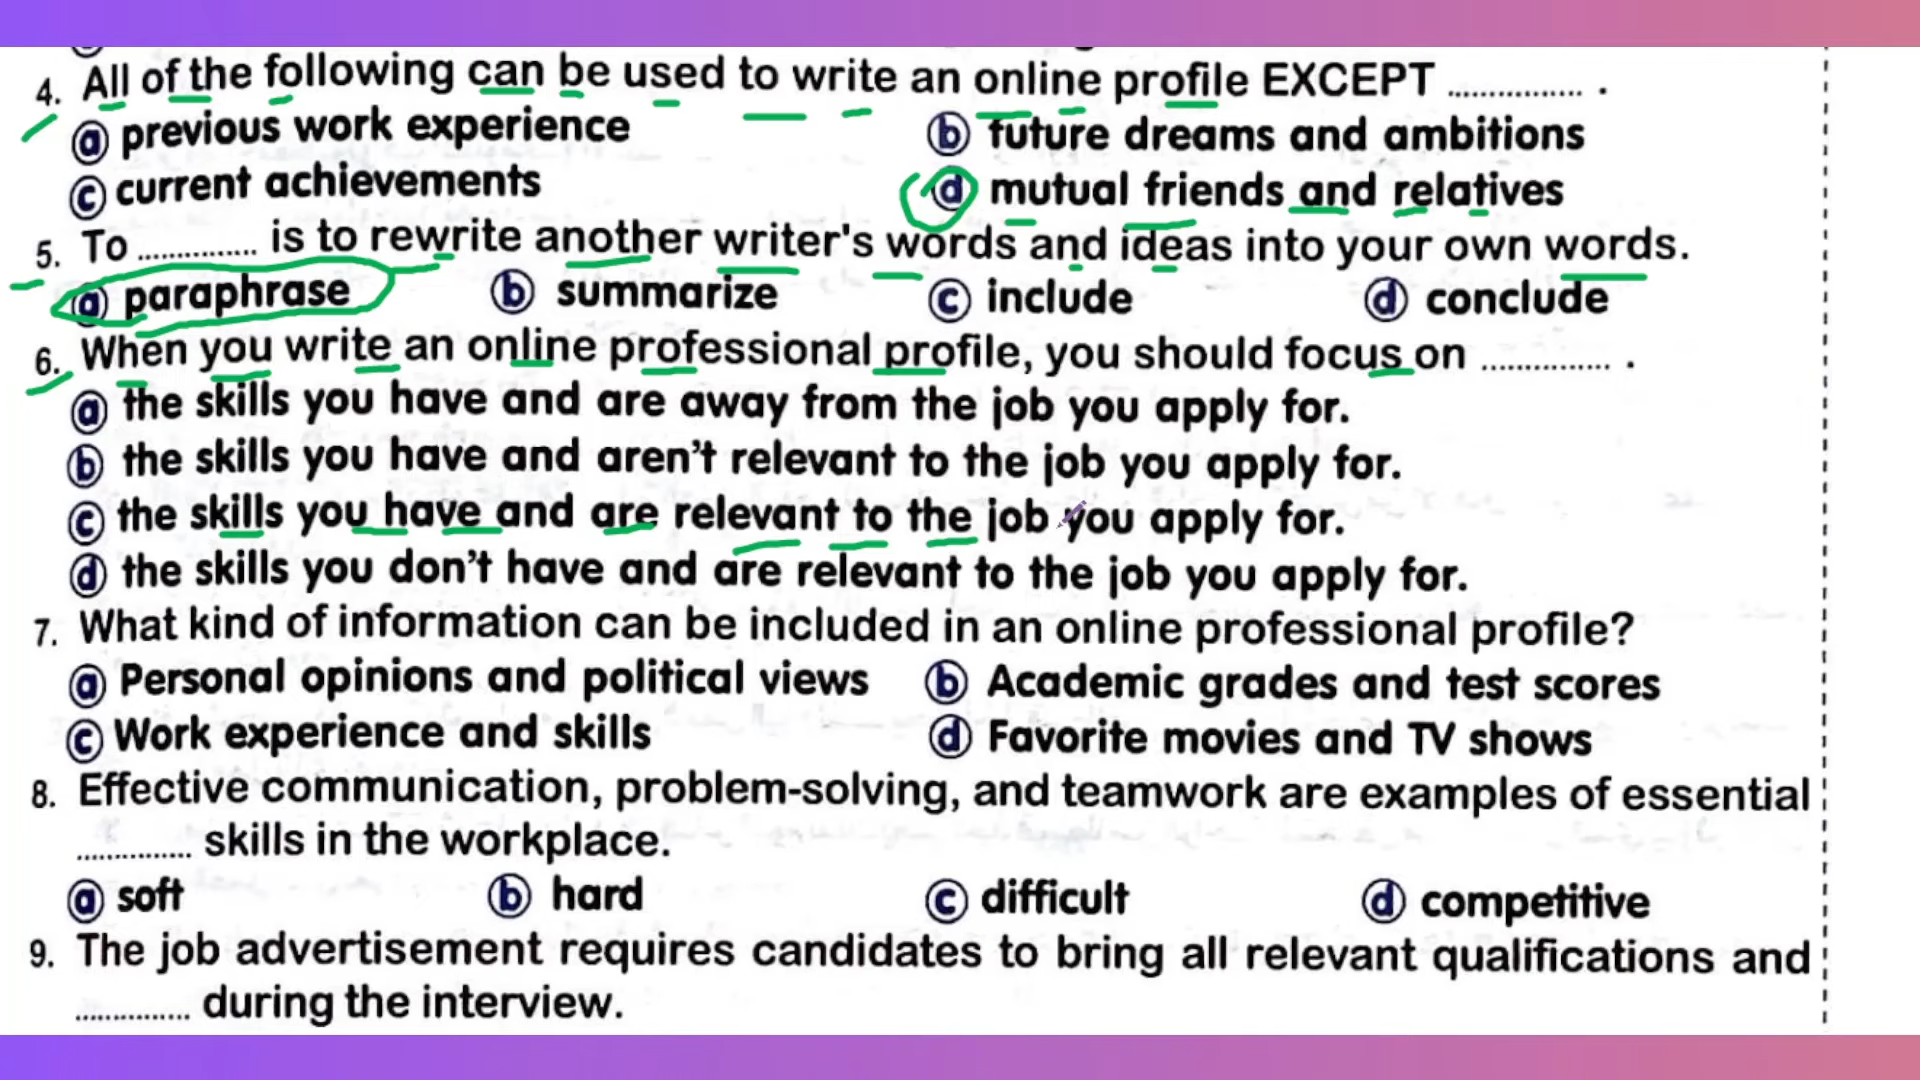 4. All of the following can be used to write an online profile EXCEPT ............... .
ⓐ previous work experience ⓑ future dreams and ambitions
ⓒ current achievements ⓓ mutual friends and relatives
5. To .............. is to rewrite another writer's words and ideas into your own words.
ⓐ paraphrase ⓑ summarize ⓒ include ⓓ conclude
6. When you write an online professional profile, you should focus on ............... .
ⓐ the skills you have and are away from the job you apply for.
ⓑ the skills you have and aren't relevant to the job you apply for.
ⓒ the skills you have and are relevant to the job you apply for.
ⓓ the skills you don't have and are relevant to the job you apply for.
7. What kind of information can be included in an online professional profile?
ⓐ Personal opinions and political views ⓑ Academic grades and test scores
ⓒ Work experience and skills ⓓ Favorite movies and TV shows
8. Effective communication, problem-solving, and teamwork are examples of essential
.............. skills in the workplace.
ⓐ soft ⓑ hard ⓒ difficult ⓓ competitive
9. The job advertisement requires candidates to bring all relevant qualifications and
.............. during the interview.